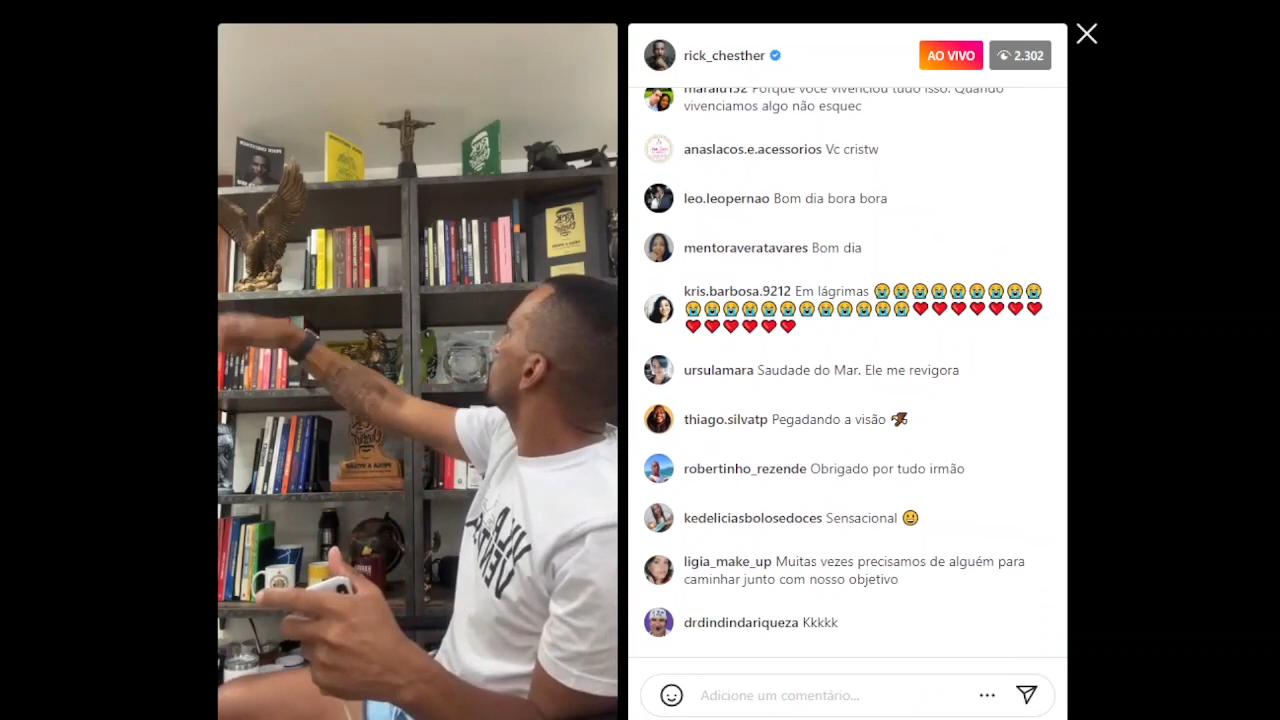 rick_chesther
AO VIVO
2.302
maralu152 Porque você vivenciou tudo isso. Quando
vivenciamos algo não esquec
anaslacos.e.acessorios Vc cristw
leo.leopernao Bom dia bora bora
mentoraveratavares Bom dia
kris.barbosa.9212 Em lágrimas 😭😭😭😭😭😭😭😭😭
😭😭😭😭😭😭😭😭😭😭😭😭❤❤❤❤❤❤❤
❤❤❤❤❤❤
ursulamara Saudade do Mar. Ele me revigora
thiago.silvatp Pegadando a visão
robertinho_rezende Obrigado por tudo irmão
kedeliciasbolosedoces Sensacional 😀
ligia_make_up Muitas vezes precisamos de alguém para
caminhar junto com nosso objetivo
drdindindariqueza Kkkkk
Adicione um comentário...